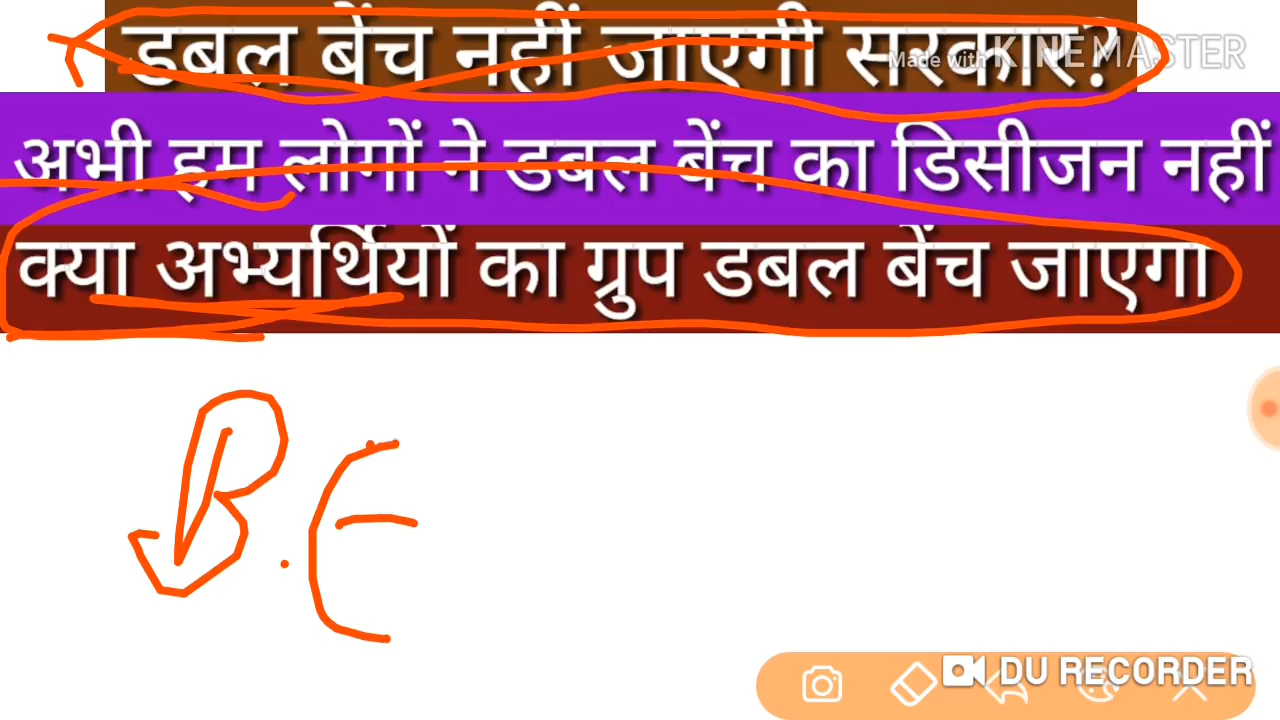 डबल बेंच नहीं जाएगी सरकार?
Made with KINEMASTER
अभी हम लोगों ने डबल बेंच का डिसीजन नहीं
क्या अभ्यर्थियों का ग्रुप डबल बेंच जाएगा
B.E
DU RECORDER